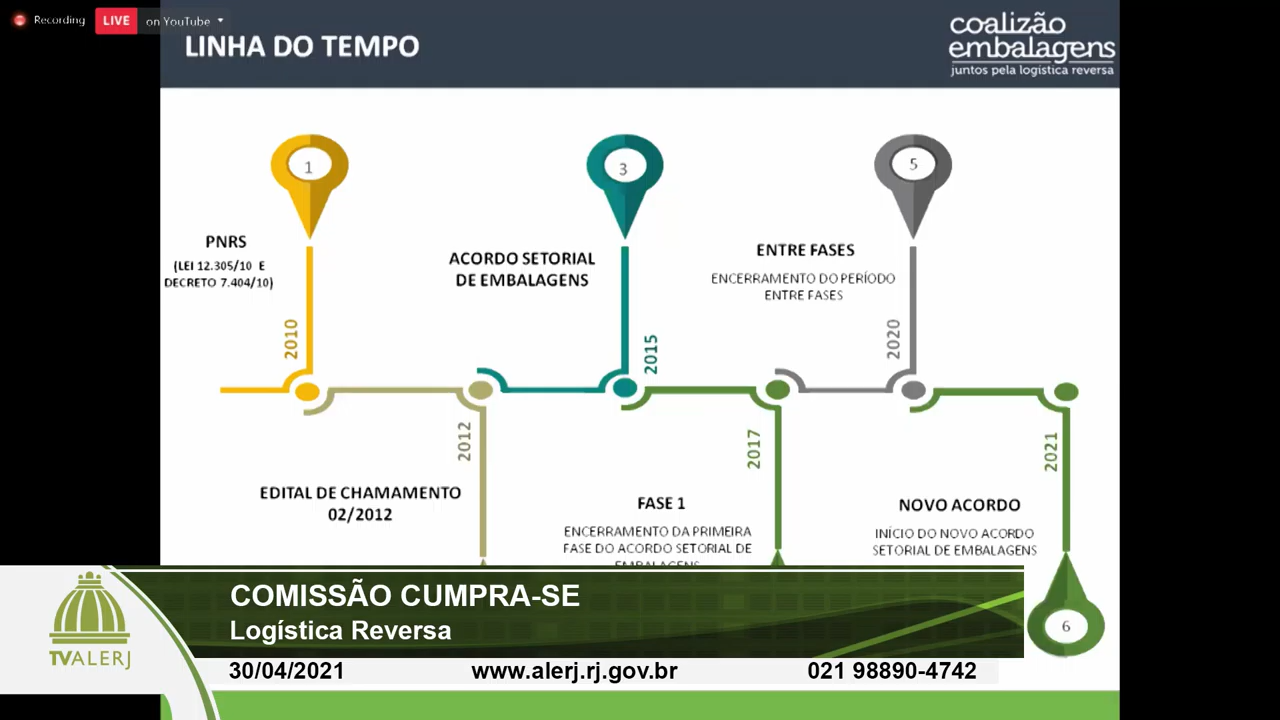 Recording
LIVE
on YouTube
LINHA DO TEMPO
coalizão
embalagens
juntos pela logística reversa
1
3
5
PNRS
(LEI 12.305/10 E
DECRETO 7.404/10)
ACORDO SETORIAL
DE EMBALAGENS
ENTRE FASES
ENCERRAMENTO DO PERÍODO
ENTRE FASES
2010
2015
2020
2012
2017
2021
EDITAL DE CHAMAMENTO
02/2012
FASE 1
ENCERRAMENTO DA PRIMEIRA
FASE DO ACORDO SETORIAL DE
EMBALAGENS
NOVO ACORDO
INÍCIO DO NOVO ACORDO
SETORIAL DE EMBALAGENS
6
COMISSÃO CUMPRA-SE
Logística Reversa
TVALERJ
30/04/2021
www.alerj.rj.gov.br
021 98890-4742